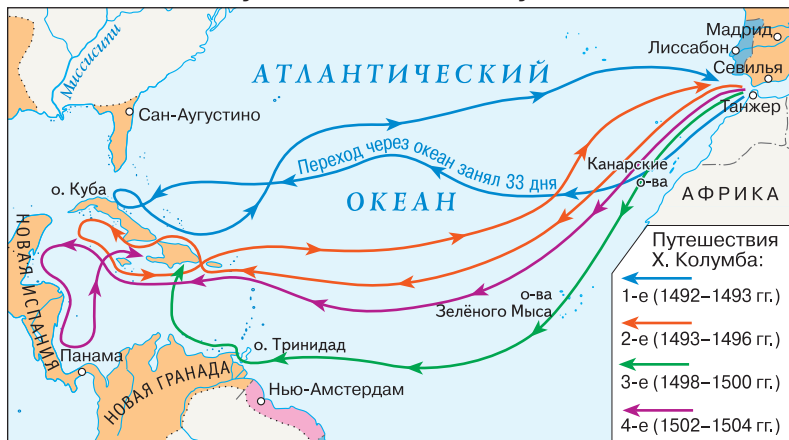 Мадрид
Лиссабон
Севилья
Танжер
Миссисипи
АТЛАНТИЧЕСКИЙ
Сан-Аугустино
Переход через океан занял 33 дня
Канарские
о-ва
о. Куба
ОКЕАН
АФРИКА
НОВАЯ ИСПАНИЯ
о-ва
Зелёного Мыса
Панама
о. Тринидад
НОВАЯ ГРАНАДА
Нью-Амстердам
Путешествия
Х. Колумба:
1-е (1492–1493 гг.)
2-е (1493–1496 гг.)
3-е (1498–1500 гг.)
4-е (1502–1504 гг.)